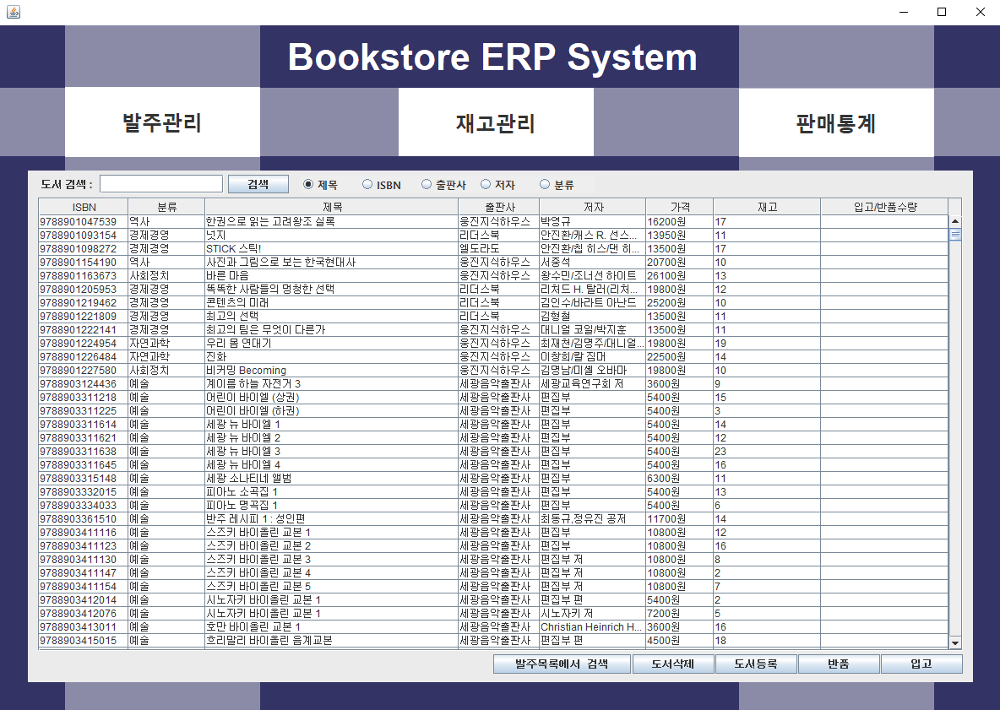 Bookstore ERP System
발주관리 재고관리 판매통계
도서 검색 : 검색 제목 ISBN 출판사 저자 분류
ISBN 분류 제목 출판사 저자 가격 재고 입고/반품수량
9788901047539 역사 한권으로 읽는 고려왕조 실록 웅진지식하우스 박영규 16200원 17
9788901093154 경제경영 넛지 리더스북 안진환/캐스 R. 선스... 13950원 11
9788901098272 경제경영 STICK 스틱! 엘도라도 안진환/칩 히스/댄 히... 13500원 17
9788901154190 역사 사진과 그림으로 보는 한국현대사 웅진지식하우스 서중석 20700원 10
9788901163673 사회정치 바른 마음 웅진지식하우스 왕수민/조너선 하이트 26100원 13
9788901205953 경제경영 똑똑한 사람들의 멍청한 선택 리더스북 리처드 H. 탈러(리처... 19800원 12
9788901219462 경제경영 콘텐츠의 미래 리더스북 김인수/바라트 아난드 25200원 10
9788901221809 경제경영 최고의 선택 리더스북 김형철 13500원 11
9788901222141 경제경영 최고의 팀은 무엇이 다른가 웅진지식하우스 대니얼 코일/박지훈 13500원 11
9788901224954 자연과학 우리 몸 연대기 웅진지식하우스 최재천/김명주/대니얼... 19800원 19
9788901226484 자연과학 진화 웅진지식하우스 이창희/칼 짐머 22500원 14
9788901227580 사회정치 비커밍 Becoming 웅진지식하우스 김명남/미셸 오바마 19800원 10
9788903124436 예술 계이름 하늘 자전거 3 세광음악출판사 세광교육연구회 저 3600원 9
9788903311218 예술 어린이 바이엘 (상권) 세광음악출판사 편집부 5400원 15
9788903311225 예술 어린이 바이엘 (하권) 세광음악출판사 편집부 5400원 3
9788903311614 예술 세광 뉴 바이엘 1 세광음악출판사 편집부 5400원 14
9788903311621 예술 세광 뉴 바이엘 2 세광음악출판사 편집부 5400원 12
9788903311638 예술 세광 뉴 바이엘 3 세광음악출판사 편집부 5400원 23
9788903311645 예술 세광 뉴 바이엘 4 세광음악출판사 편집부 5400원 16
9788903315148 예술 세광 소나티네 앨범 세광음악출판사 편집부 6300원 11
9788903332015 예술 피아노 소곡집 1 세광음악출판사 편집부 5400원 13
9788903334033 예술 피아노 명곡집 1 세광음악출판사 편집부 5400원 6
9788903361510 예술 반주 레시피 1 : 성인편 세광음악출판사 최동규,정유진 공저 11700원 14
9788903411116 예술 스즈키 바이올린 교본 1 세광음악출판사 편집부 10800원 12
9788903411123 예술 스즈키 바이올린 교본 2 세광음악출판사 편집부 10800원 16
9788903411130 예술 스즈키 바이올린 교본 3 세광음악출판사 편집부 저 10800원 8
9788903411147 예술 스즈키 바이올린 교본 4 세광음악출판사 편집부 저 10800원 2
9788903411154 예술 스즈키 바이올린 교본 5 세광음악출판사 편집부 저 10800원 7
9788903412014 예술 시노자키 바이올린 교본 1 세광음악출판사 편집부 편 5400원 2
9788903412076 예술 시노자키 바이올린 교본 1 세광음악출판사 시노자키 저 7200원 5
9788903413011 예술 호만 바이올린 교본 1 세광음악출판사 Christian Heinrich H... 3600원 16
9788903415015 예술 흐리말리 바이올린 음계교본 세광음악출판사 편집부 편 4500원 18
발주목록에서 검색 도서삭제 도서등록 반품 입고